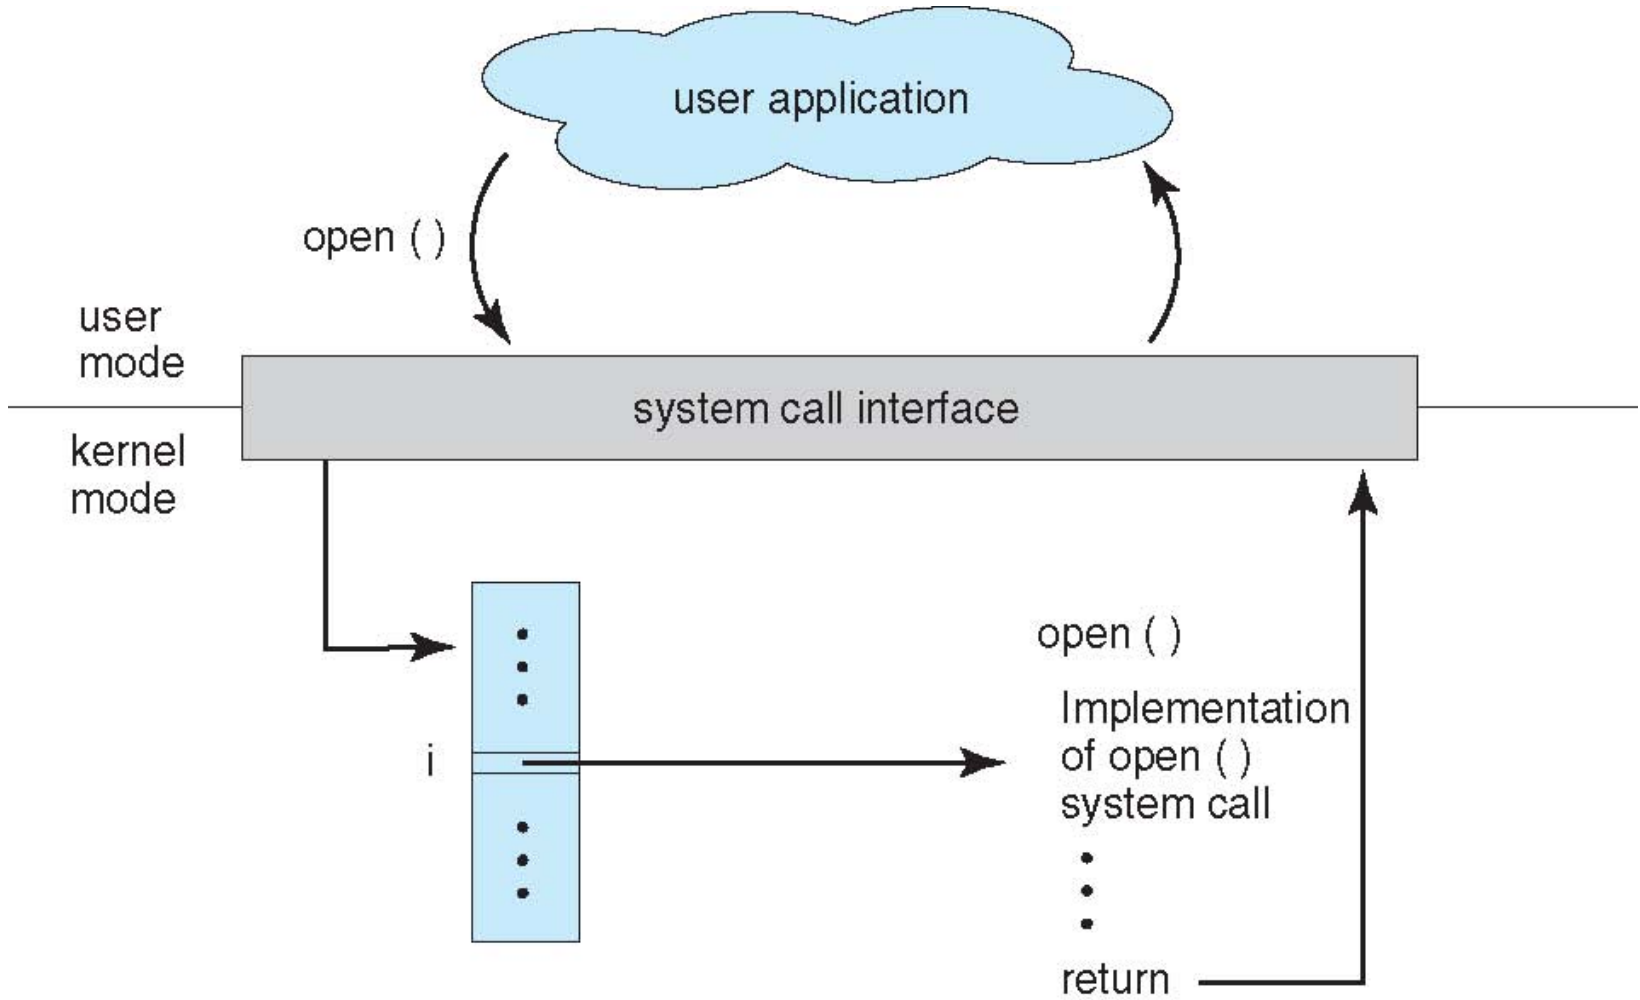 user application
open ( )
user
mode
system call interface
kernel
mode
open ( )
Implementation
of open ( )
system call
i
return